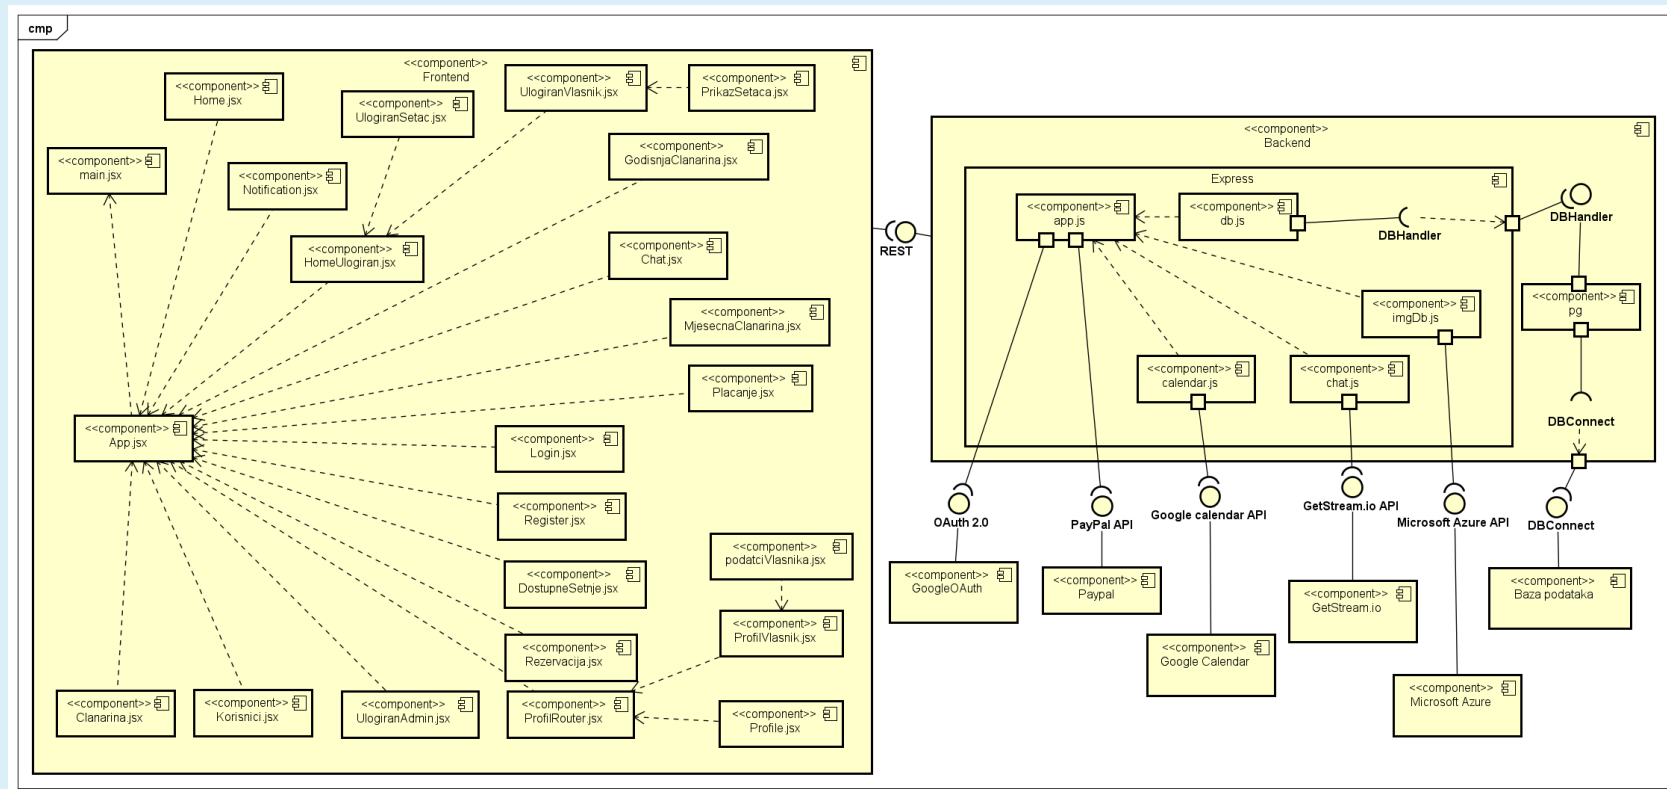 cmp
<<component>>
Frontend
<<component>>
Home.jsx
<<component>>
UlogiranSetac.jsx
<<component>>
UlogiranVlasnik.jsx
<<component>>
PrikazSetaca.jsx
<<component>>
main.jsx
<<component>>
Notification.jsx
<<component>>
GodisnjaClanarina.jsx
<<component>>
HomeUlogiran.jsx
<<component>>
Chat.jsx
<<component>>
MjesecnaClanarina.jsx
<<component>>
Placanje.jsx
<<component>>
App.jsx
<<component>>
Login.jsx
<<component>>
Register.jsx
<<component>>
podatciVlasnika.jsx
<<component>>
DostupneSetnje.jsx
<<component>>
ProfilVlasnik.jsx
<<component>>
Rezervacija.jsx
<<component>>
Clanarina.jsx
<<component>>
Korisnici.jsx
<<component>>
UlogiranAdmin.jsx
<<component>>
ProfilRouter.jsx
<<component>>
Profile.jsx
REST
<<component>>
Backend
Express
<<component>>
app.js
<<component>>
db.js
DBHandler
DBHandler
<<component>>
imgDb.js
<<component>>
pg
<<component>>
calendar.js
<<component>>
chat.js
DBConnect
OAuth 2.0
PayPal API
Google calendar API
GetStream.io API
Microsoft Azure API
DBConnect
<<component>>
GoogleOAuth
<<component>>
Paypal
<<component>>
Google Calendar
<<component>>
GetStream.io
<<component>>
Microsoft Azure
<<component>>
Baza podataka